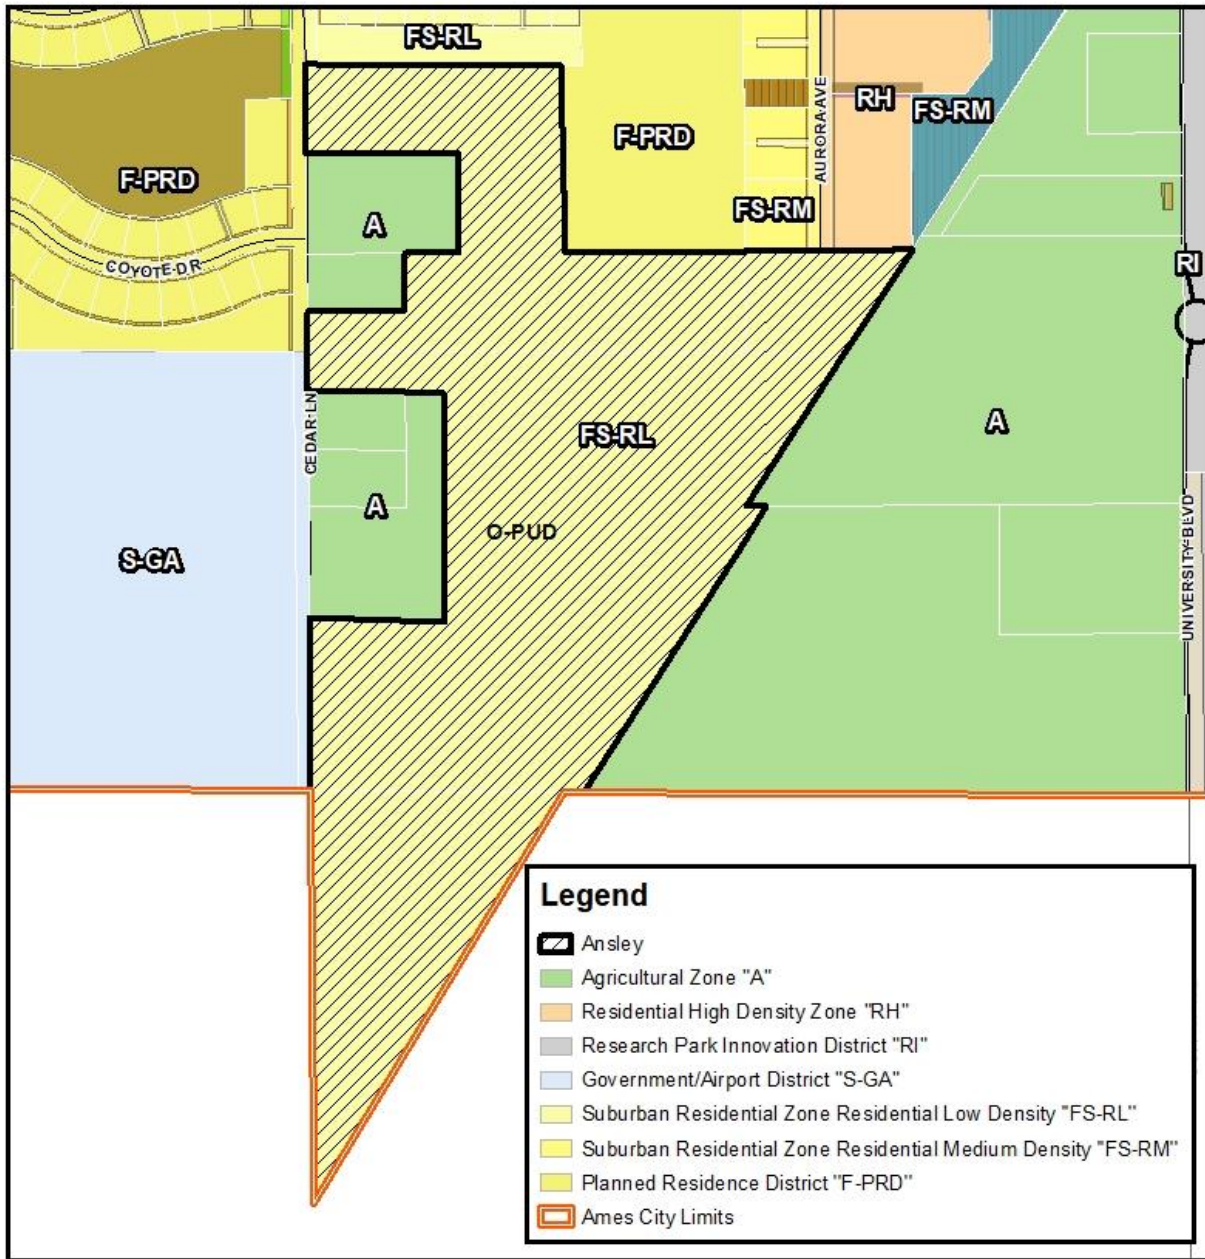 FS-RL
F-PRD
AURORA AVE
RH
FS-RM
F-PRD
FS-RM
A
COYOTE DR
RI
CEDAR LN
FS-RL
A
A
O-PUD
S-GA
UNIVERSITY BLVD
Legend
Ansley
Agricultural Zone "A"
Residential High Density Zone "RH"
Research Park Innovation District "RI"
Government/Airport District "S-GA"
Suburban Residential Zone Residential Low Density "FS-RL"
Suburban Residential Zone Residential Medium Density "FS-RM"
Planned Residence District "F-PRD"
Ames City Limits